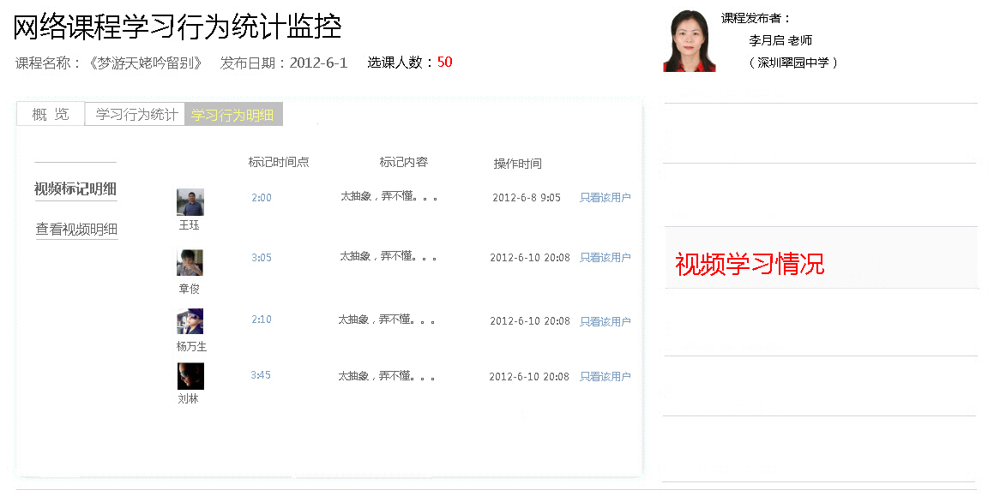 网络课程学习行为统计监控
课程名称：《梦游天姥吟留别》 发布日期：2012-6-1 选课人数：50
课程发布者：
李月启 老师
（深圳翠园中学）
概 览 学习行为统计 学习行为明细
标记时间点 标记内容 操作时间
视频标记明细
查看视频明细
2:00 太抽象，弄不懂。。。 2012-6-8 9:05 只看该用户
王珏
3:05 太抽象，弄不懂。。。 2012-6-10 20:08 只看该用户
章俊
2:10 太抽象，弄不懂。。。 2012-6-10 20:08 只看该用户
杨万生
3:45 太抽象，弄不懂。。。 2012-6-10 20:08 只看该用户
刘林
视频学习情况